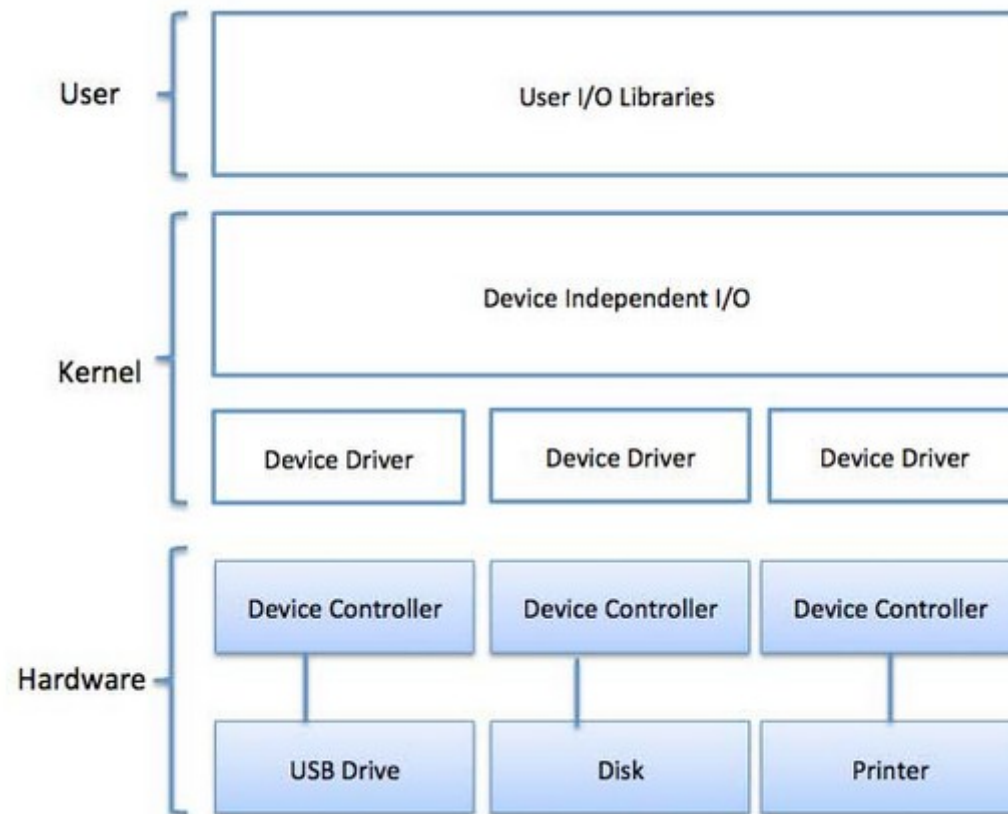 User
User I/O Libraries
Kernel
Device Independent I/O
Device Driver
Device Driver
Device Driver
Hardware
Device Controller
Device Controller
Device Controller
USB Drive
Disk
Printer